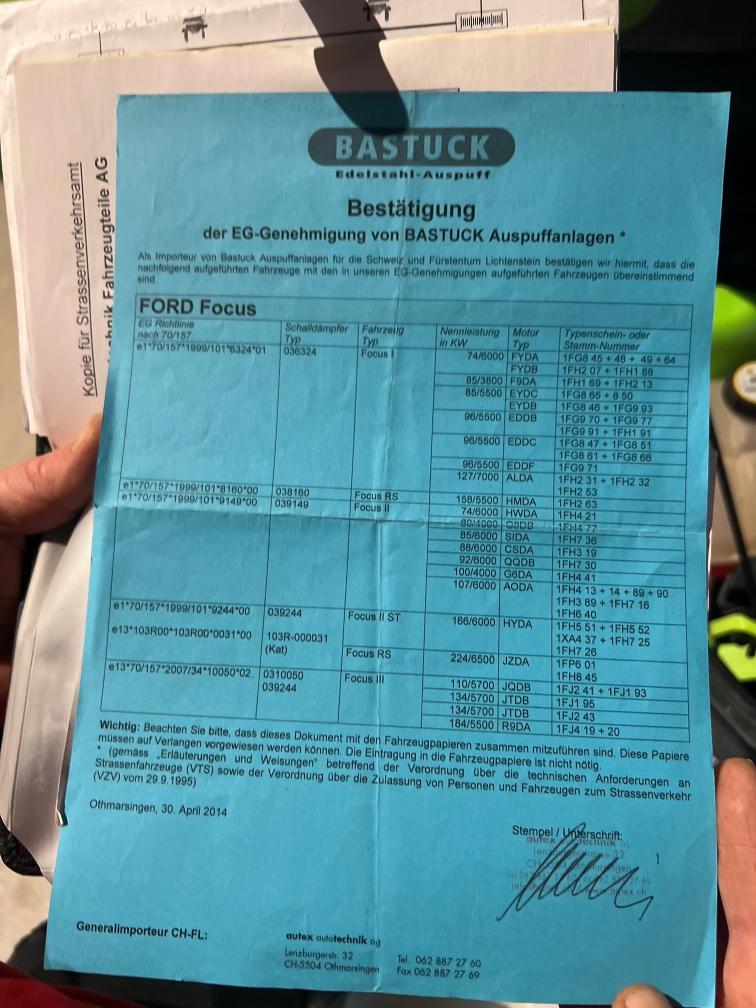 Kopie für Strassenverkehrsamt
Fahrzeugteile AG
BASTUCK
Edelstahl-Auspuff
Bestätigung
der EG-Genehmigung von BASTUCK Auspuffanlagen *
Als Importeur von Bastuck Auspuffanlagen für die Schweiz und Fürstentum Lichtenstein bestätigen wir hiermit, dass die
nachfolgend aufgeführten Fahrzeuge mit den in unseren EG-Genehmigungen aufgeführten Fahrzeugen übereinstimmend
sind
FORD Focus
EG Richtlinie nach 70/157 Schalldämpfer Typ Fahrzeug Typ Nennleistung in KW Motor Typ Typenschein- oder Stamm-Nummer
e1*70/157*1999/101*6324*01 036324 Focus I 74/6000 FYDA 1FG8 45 + 48 + 49 + 64
FYDB 1FH2 07 + 1FH1 88
85/3800 F9DA 1FH1 69 + 1FH2 13
85/5500 EYDC 1FG8 65 + 8 50
EYDB 1FG8 46 + 1FG9 93
96/5500 EDDB 1FG9 70 + 1FG9 77
1FG9 91 + 1FH1 91
96/5500 EDDC 1FG8 47 + 1FG8 51
1FG8 61 + 1FG8 66
96/5500 EDDF 1FG9 71
127/7000 ALDA 1FH2 31 + 1FH2 32
1FH2 53
e1*70/157*1999/101*8160*00 038160 Focus RS 158/5500 HMDA 1FH2 63
e1*70/157*1999/101*9149*00 039149 Focus II 74/6000 HWDA 1FH4 21
80/4000 1FH4 77
85/6000 SIDA 1FH7 36
88/6000 CSDA 1FH3 19
92/6000 QQDB 1FH7 30
100/4000 G6DA 1FH4 41
107/6000 AODA 1FH4 13 + 14 + 89 + 90
1FH3 89 + 1FH7 16
1FH6 40
e1*70/157*1999/101*9244*00 039244 Focus II ST 166/6000 HYDA 1FH5 51 + 1FH5 52
1XA4 37 + 1FH7 25
1FH7 26
e13*103R00*103R00*0031*00 103R-000031 (Kat) Focus RS 224/6500 JZDA 1FP6 01
1FH8 45
e13*70/157*2007/34*10050*02 0310050 Focus III 110/5700 JQDB 1FJ2 41 + 1FJ1 93
039244 134/5700 JTDB 1FJ1 95
134/5700 JTDB 1FJ2 43
184/5500 R9DA 1FJ4 19 + 20
Wichtig: Beachten Sie bitte, dass dieses Dokument mit den Fahrzeugpapieren zusammen mitzuführen sind. Diese Papiere
müssen auf Verlangen vorgewiesen werden können. Die Eintragung in die Fahrzeugpapiere ist nicht nötig.
* (gemäss „Erläuterungen und Weisungen" betreffend der Verordnung über die technischen Anforderungen an
Strassenfahrzeuge (VTS) sowie der Verordnung über die Zulassung von Personen und Fahrzeugen zum Strassenverkehr
(VZV) vom 29.9.1995)
Othmarsingen, 30. April 2014
Stempel / Unterschrift:
Generalimporteur CH-FL:
autex autotechnik ag
Lenzburgerstr. 32
CH-5504 Othmarsingen
Tel. 062 887 27 60
Fax 062 887 27 69